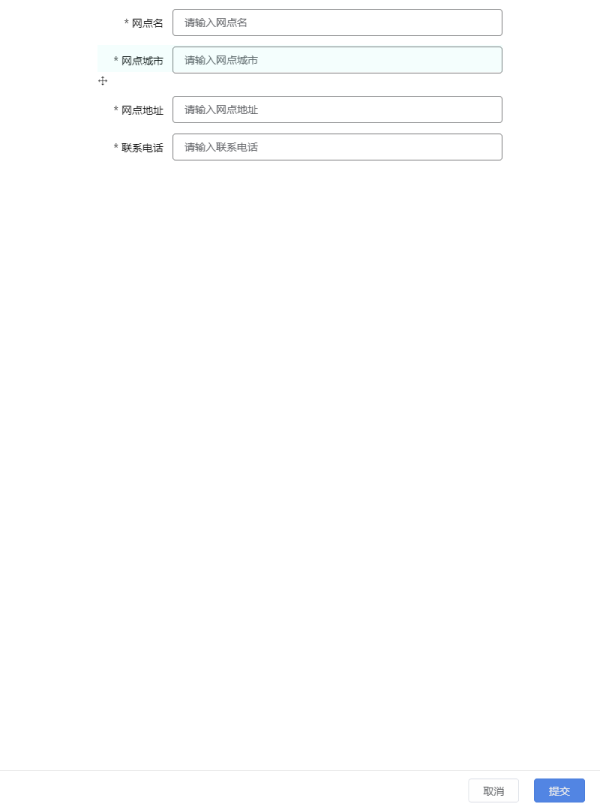 * 网点名 请输入网点名
* 网点城市 请输入网点城市
* 网点地址 请输入网点地址
* 联系电话 请输入联系电话
取消 提交